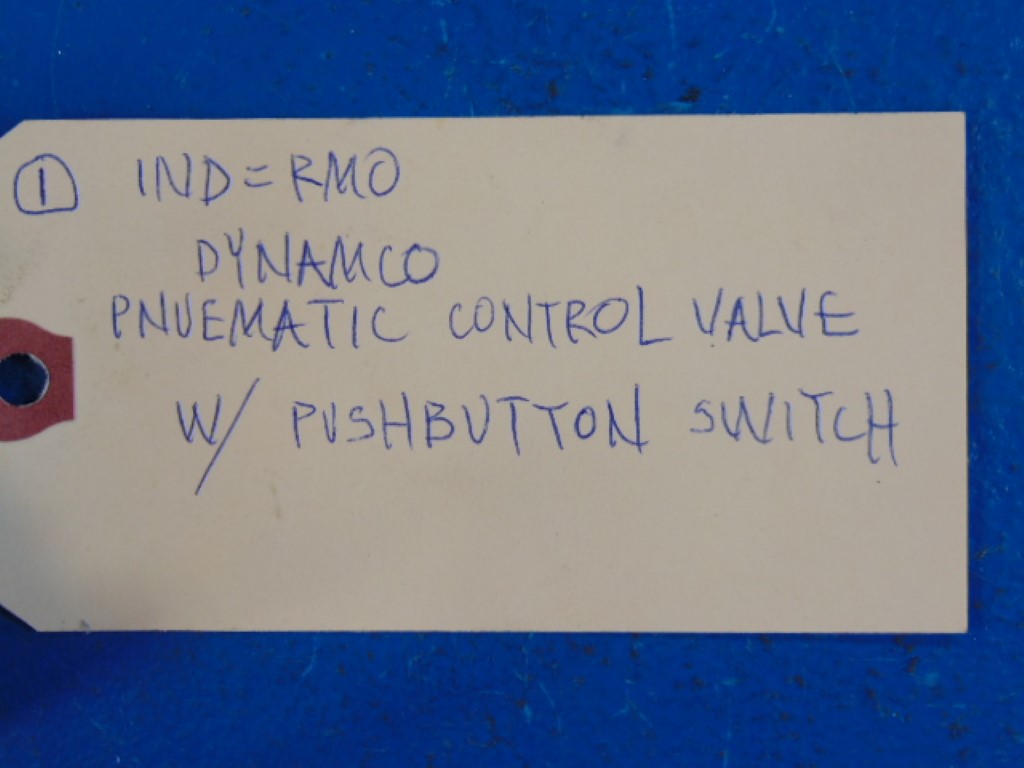 1 IND=RMO
DYNAMCO
PNUEMATIC CONTROL VALVE
W/ PUSHBUTTON SWITCH